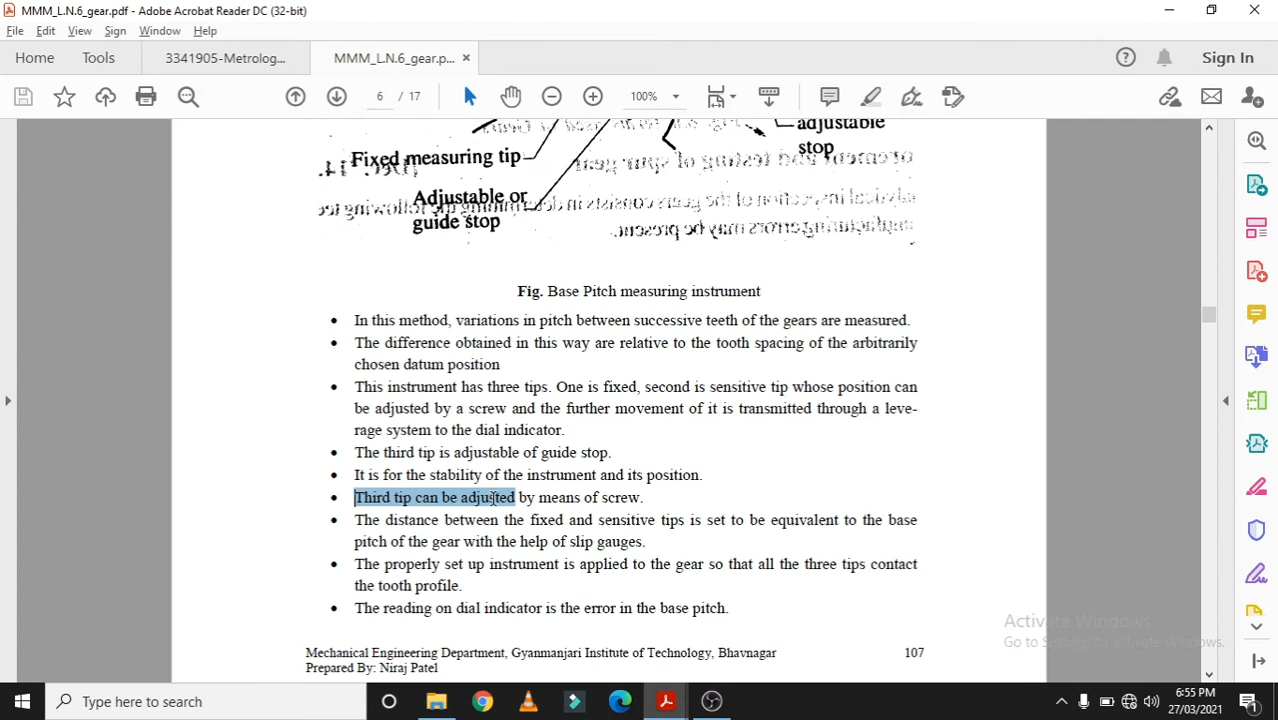 MMM_L.N.6_gear.pdf - Adobe Acrobat Reader DC (32-bit)
File Edit View Sign Window Help
Home Tools 3341905-Metrolog... MMM_L.N.6_gear.p... × ? Sign In
6 / 17 100%
adjustable
stop
Fixed measuring tip
Adjustable or
guide stop
Fig. Base Pitch measuring instrument
• In this method, variations in pitch between successive teeth of the gears are measured.
• The difference obtained in this way are relative to the tooth spacing of the arbitrarily
chosen datum position
• This instrument has three tips. One is fixed, second is sensitive tip whose position can
be adjusted by a screw and the further movement of it is transmitted through a leve-
rage system to the dial indicator.
• The third tip is adjustable of guide stop.
• It is for the stability of the instrument and its position.
• Third tip can be adjusted by means of screw.
• The distance between the fixed and sensitive tips is set to be equivalent to the base
pitch of the gear with the help of slip gauges.
• The properly set up instrument is applied to the gear so that all the three tips contact
the tooth profile.
• The reading on dial indicator is the error in the base pitch.
Activate Windows
Go to Settings to activate Windows.
Mechanical Engineering Department, Gyanmanjari Institute of Technology, Bhavnagar 107
Prepared By: Niraj Patel
Type here to search
6:55 PM
27/03/2021
1